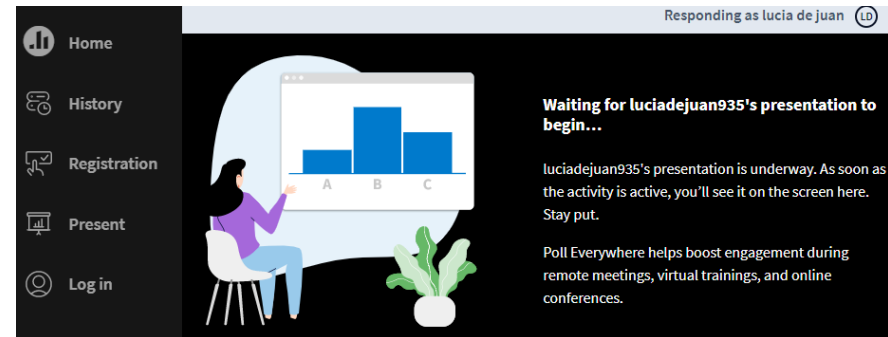 Responding as lucia de juan LD
Home
History
Registration
Present
Log in
A B C
Waiting for luciadejuan935's presentation to
begin...
luciadejuan935's presentation is underway. As soon as
the activity is active, you'll see it on the screen here.
Stay put.
Poll Everywhere helps boost engagement during
remote meetings, virtual trainings, and online
conferences.